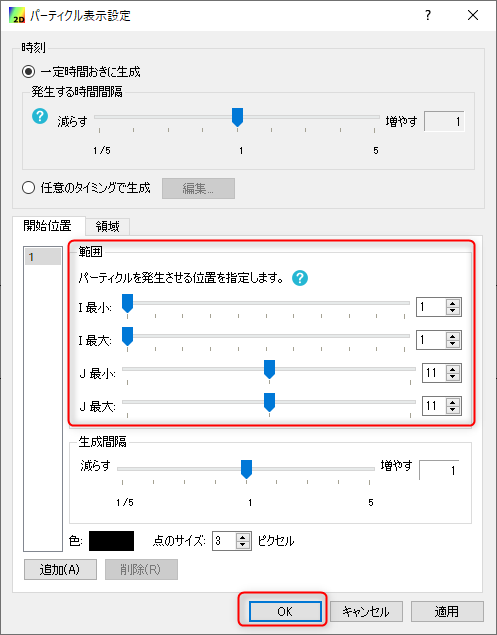 2D パーティクル表示設定 ? ×
時刻
一定時間おきに生成
発生する時間間隔
? 減らす 増やす 1
1/5 1 5
任意のタイミングで生成 編集...
開始位置 領域
1
範囲
パーティクルを発生させる位置を指定します。 ?
I 最小: 1
I 最大: 1
J 最小: 11
J 最大: 11
生成間隔
減らす 増やす 1
1/5 1 5
色: 点のサイズ: 3 ピクセル
追加(A) 削除(R)
OK キャンセル 適用